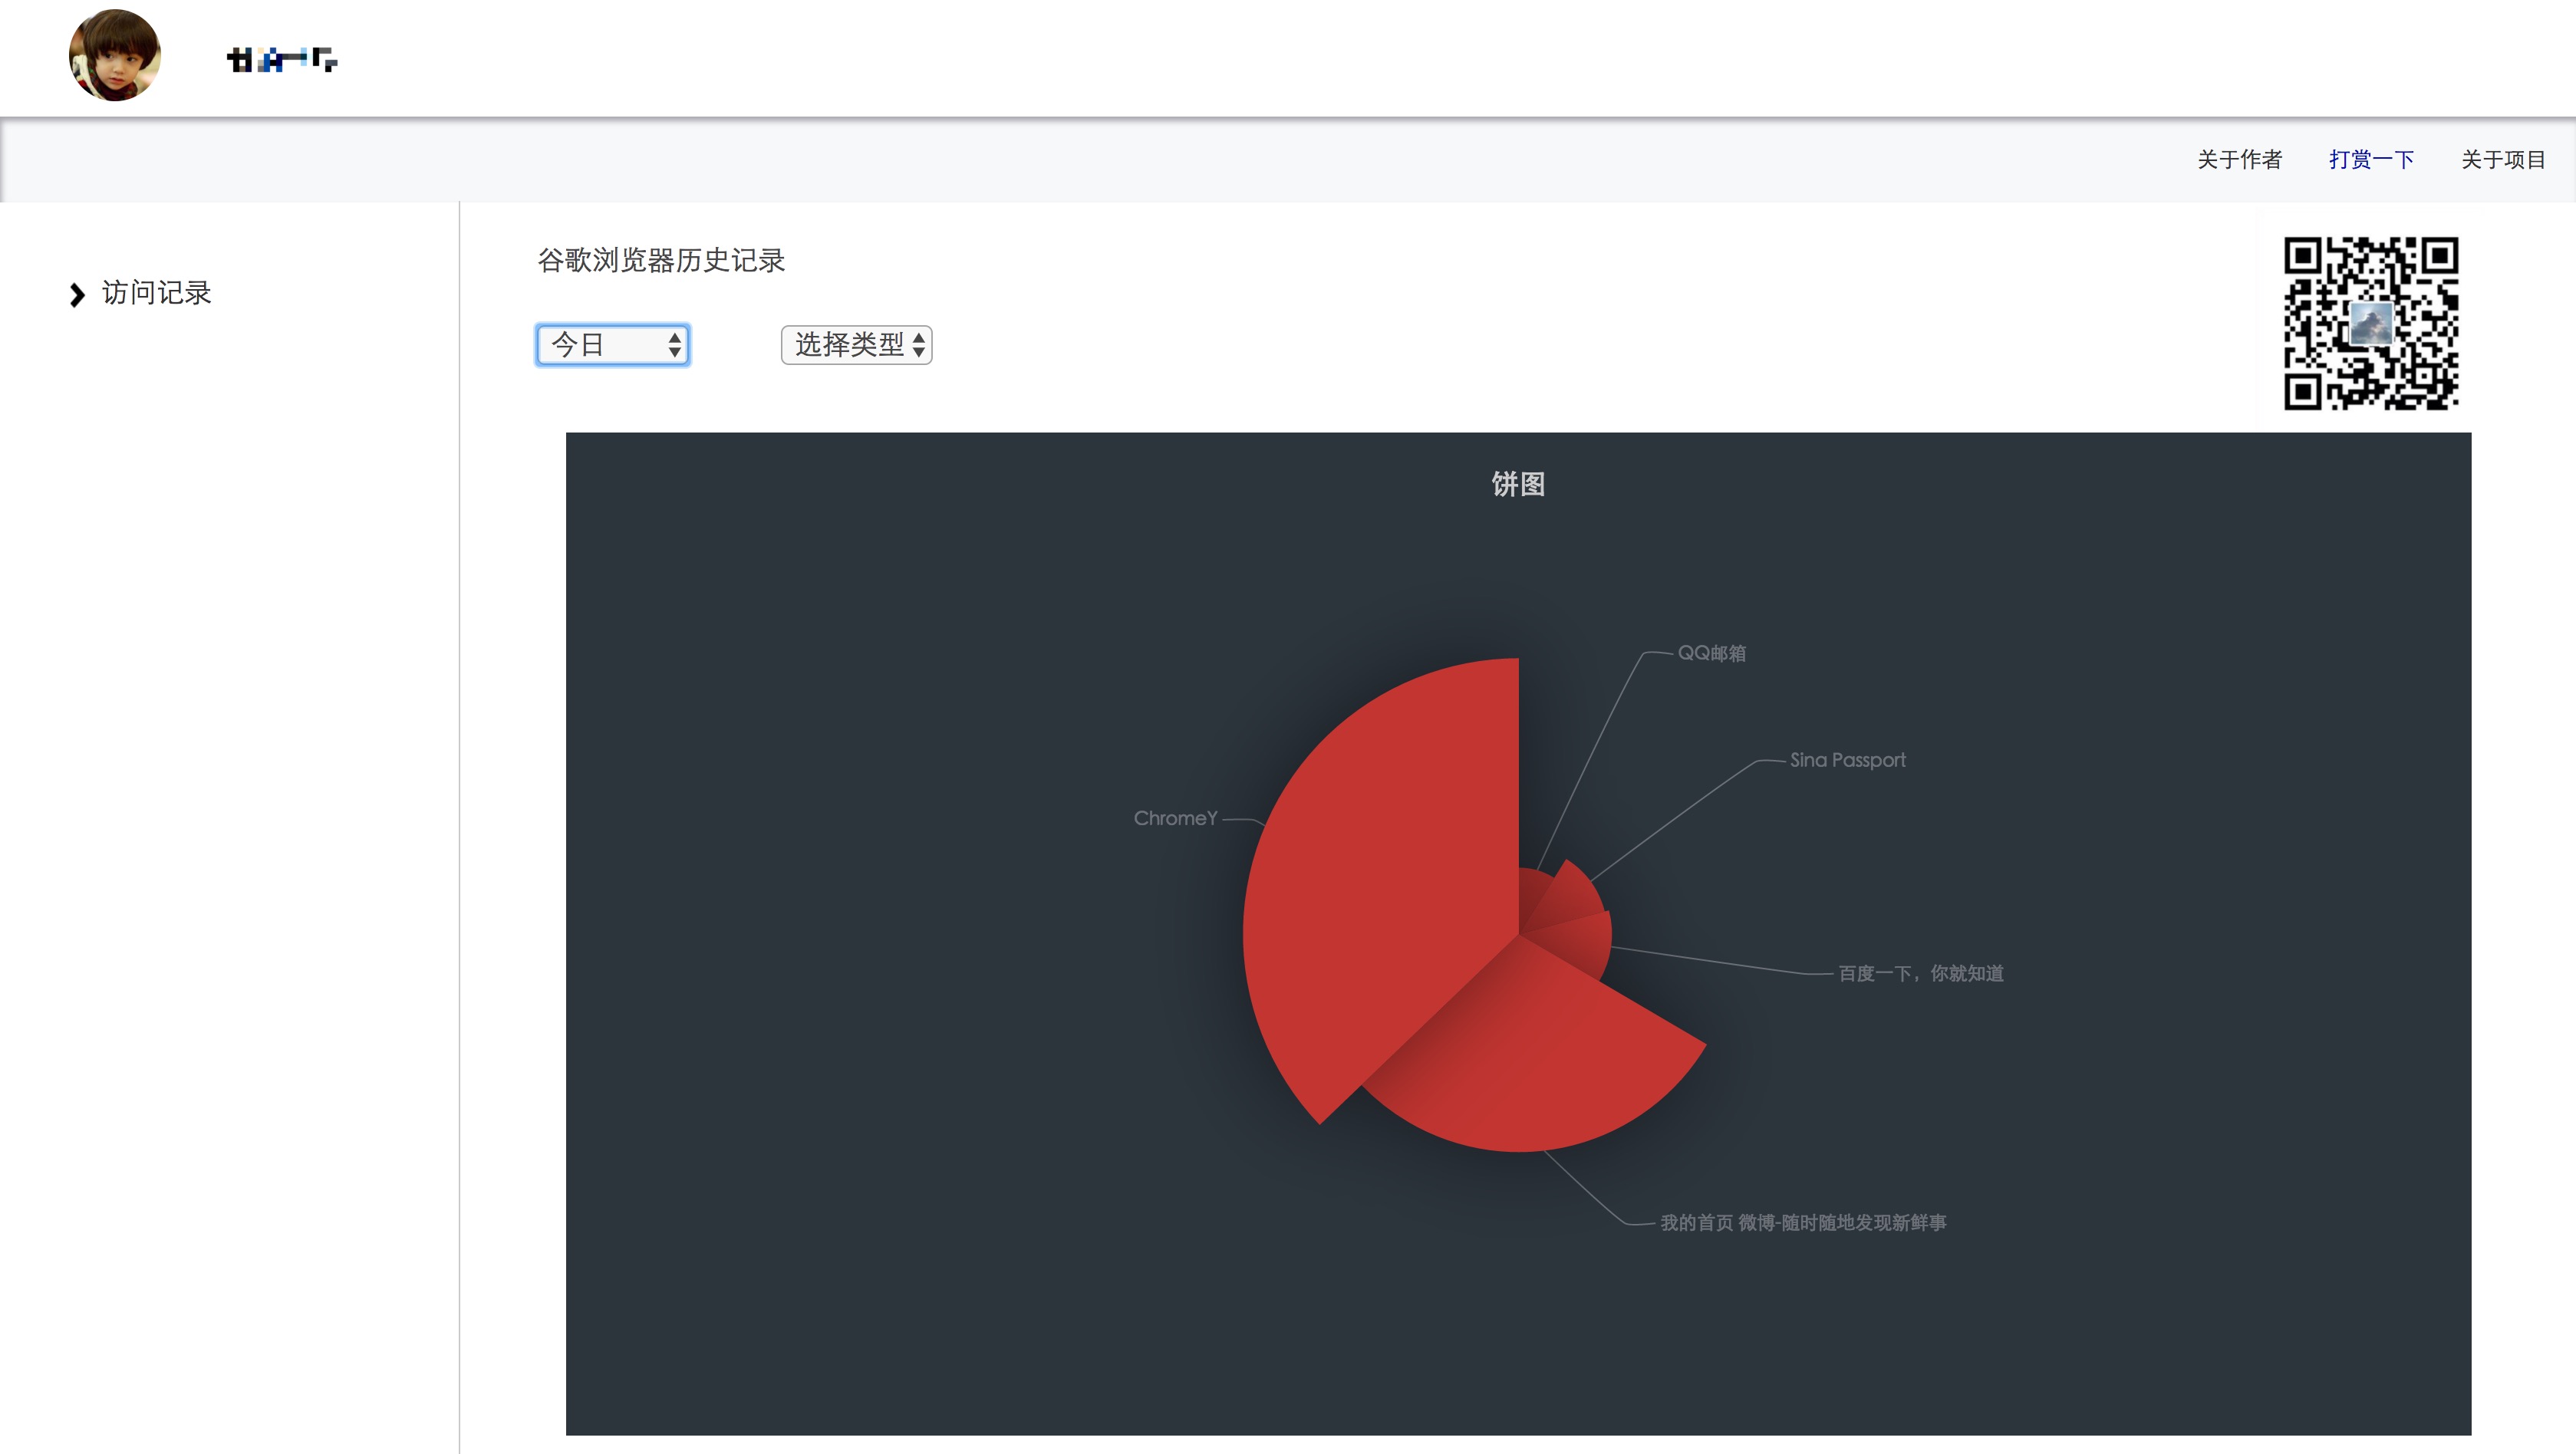 关于作者 打赏一下 关于项目
访问记录
谷歌浏览器历史记录
今日 选择类型
饼图
QQ邮箱
Sina Passport
ChromeY
百度一下，你就知道
我的首页 微博-随时随地发现新鲜事